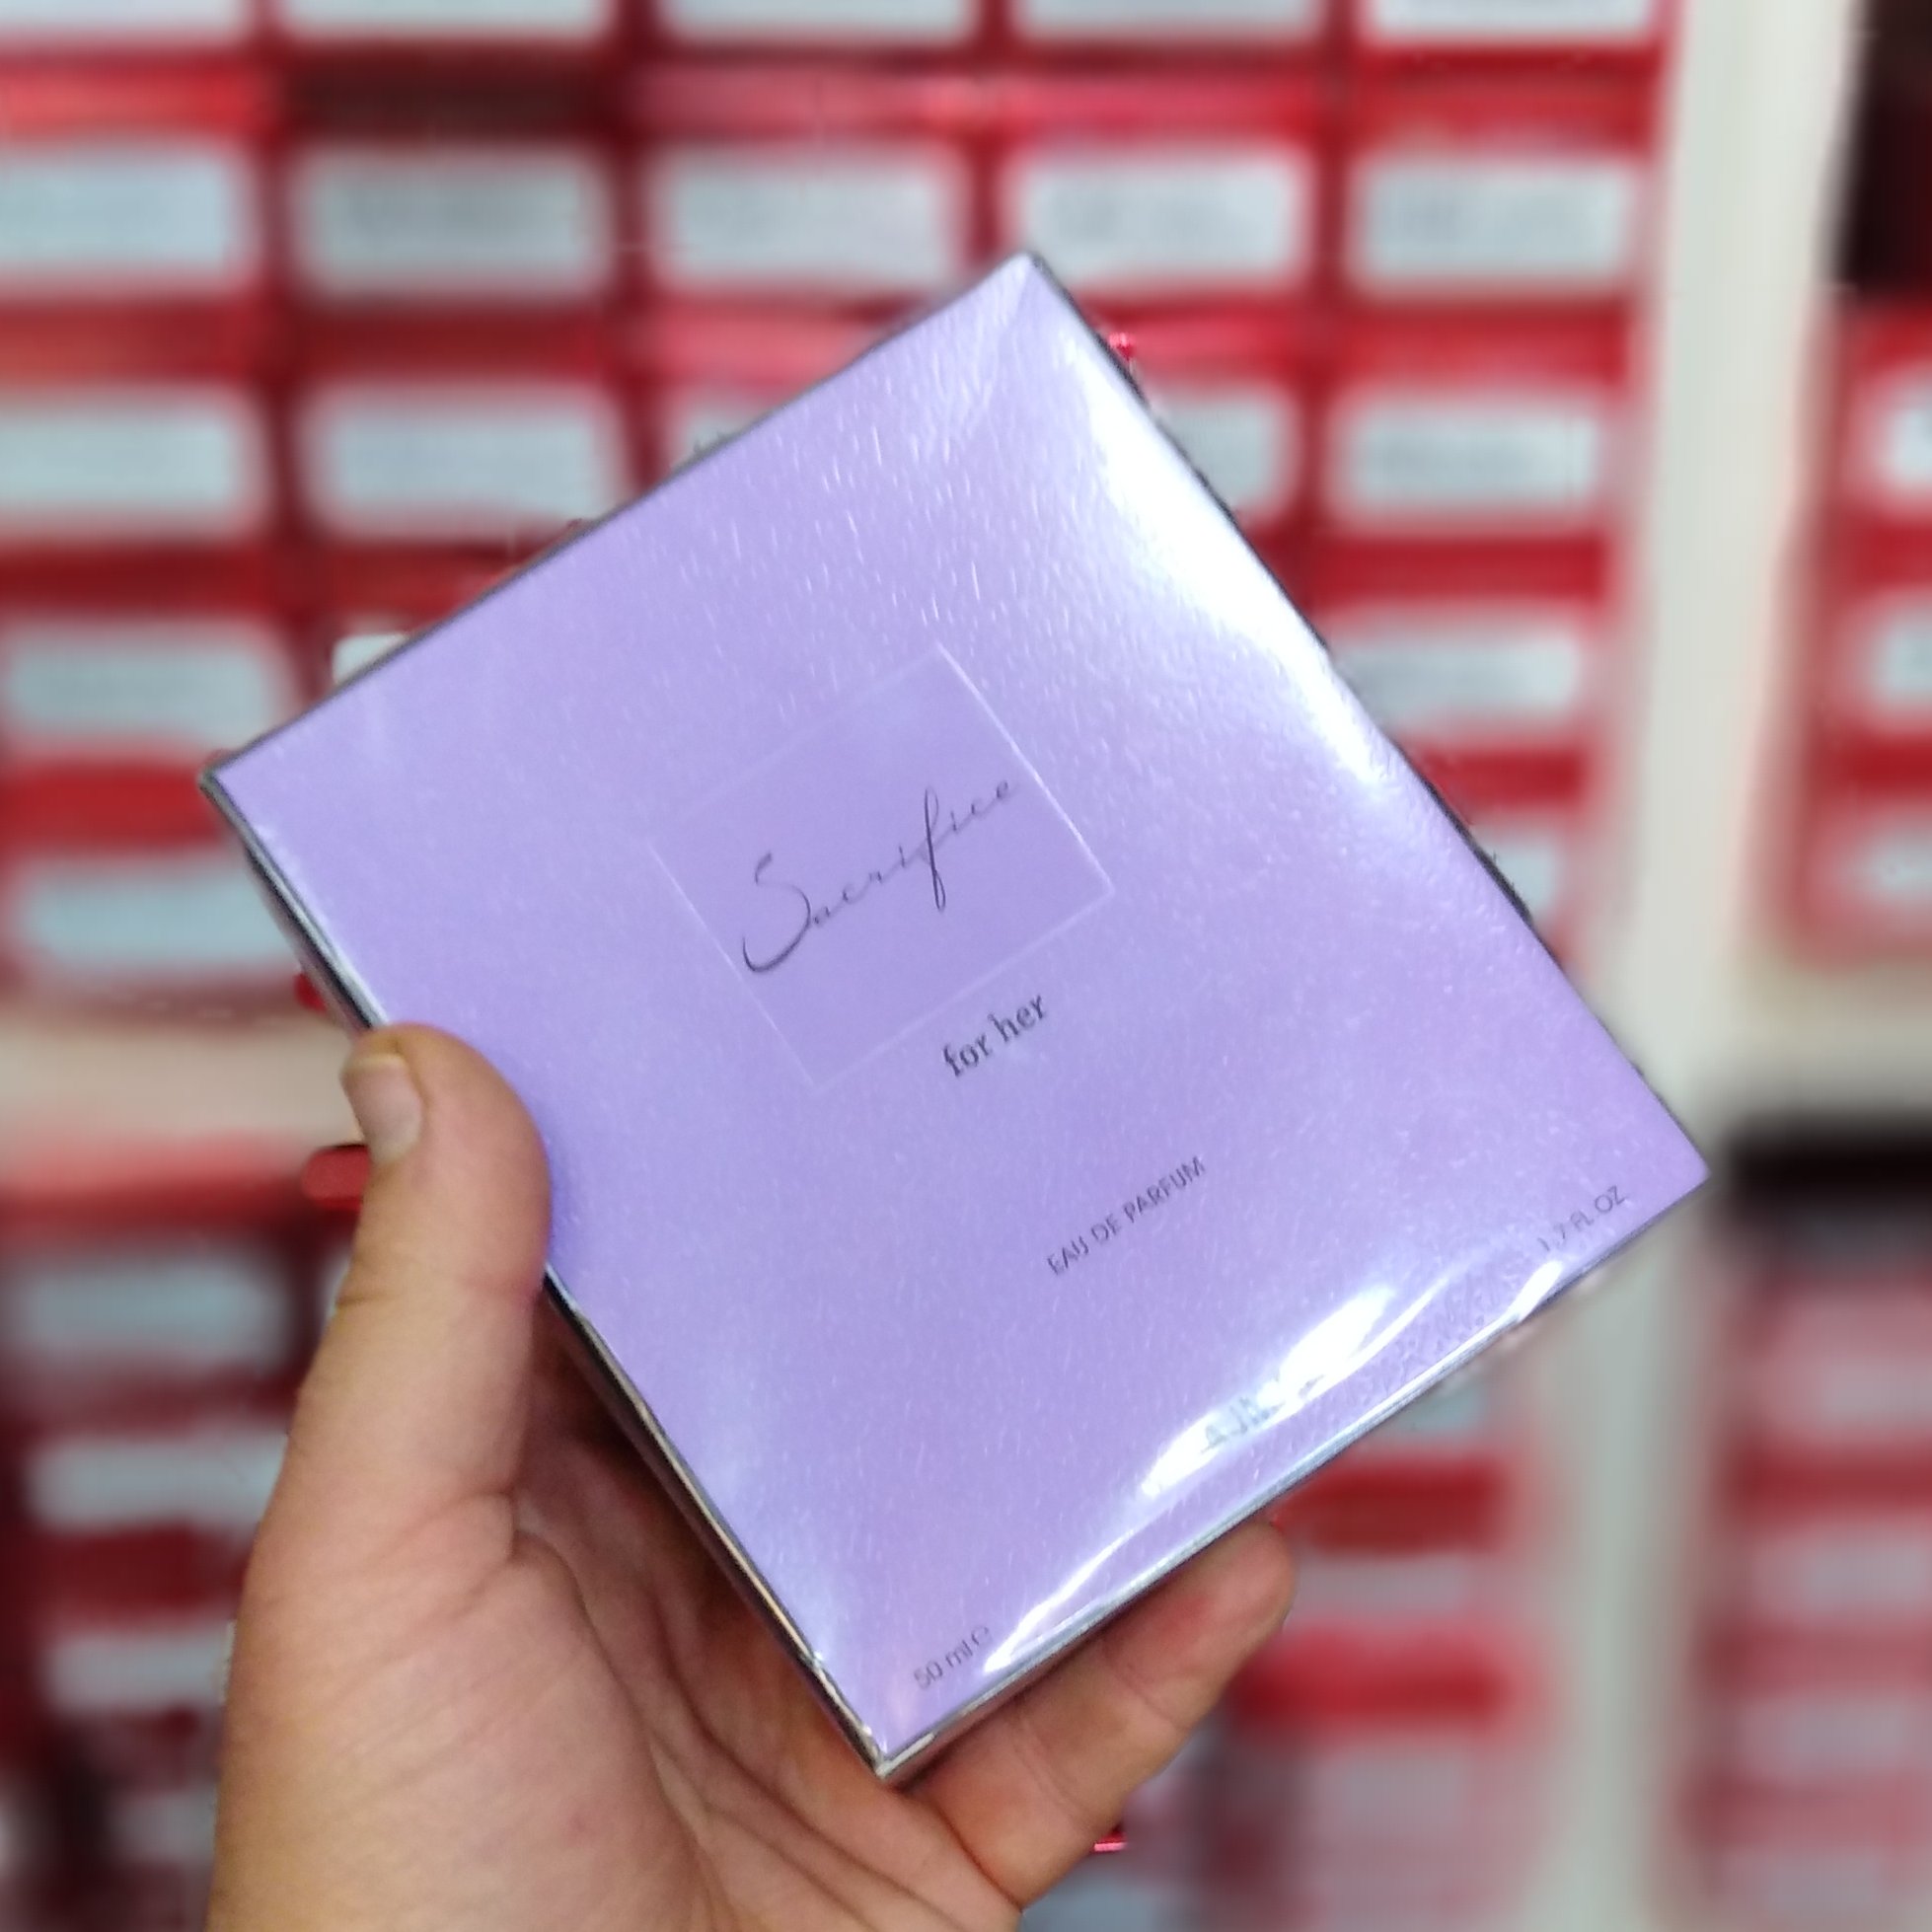 Sacrifice
for her
EAU DE PARFUM
50 ml e
1.7 FL OZ